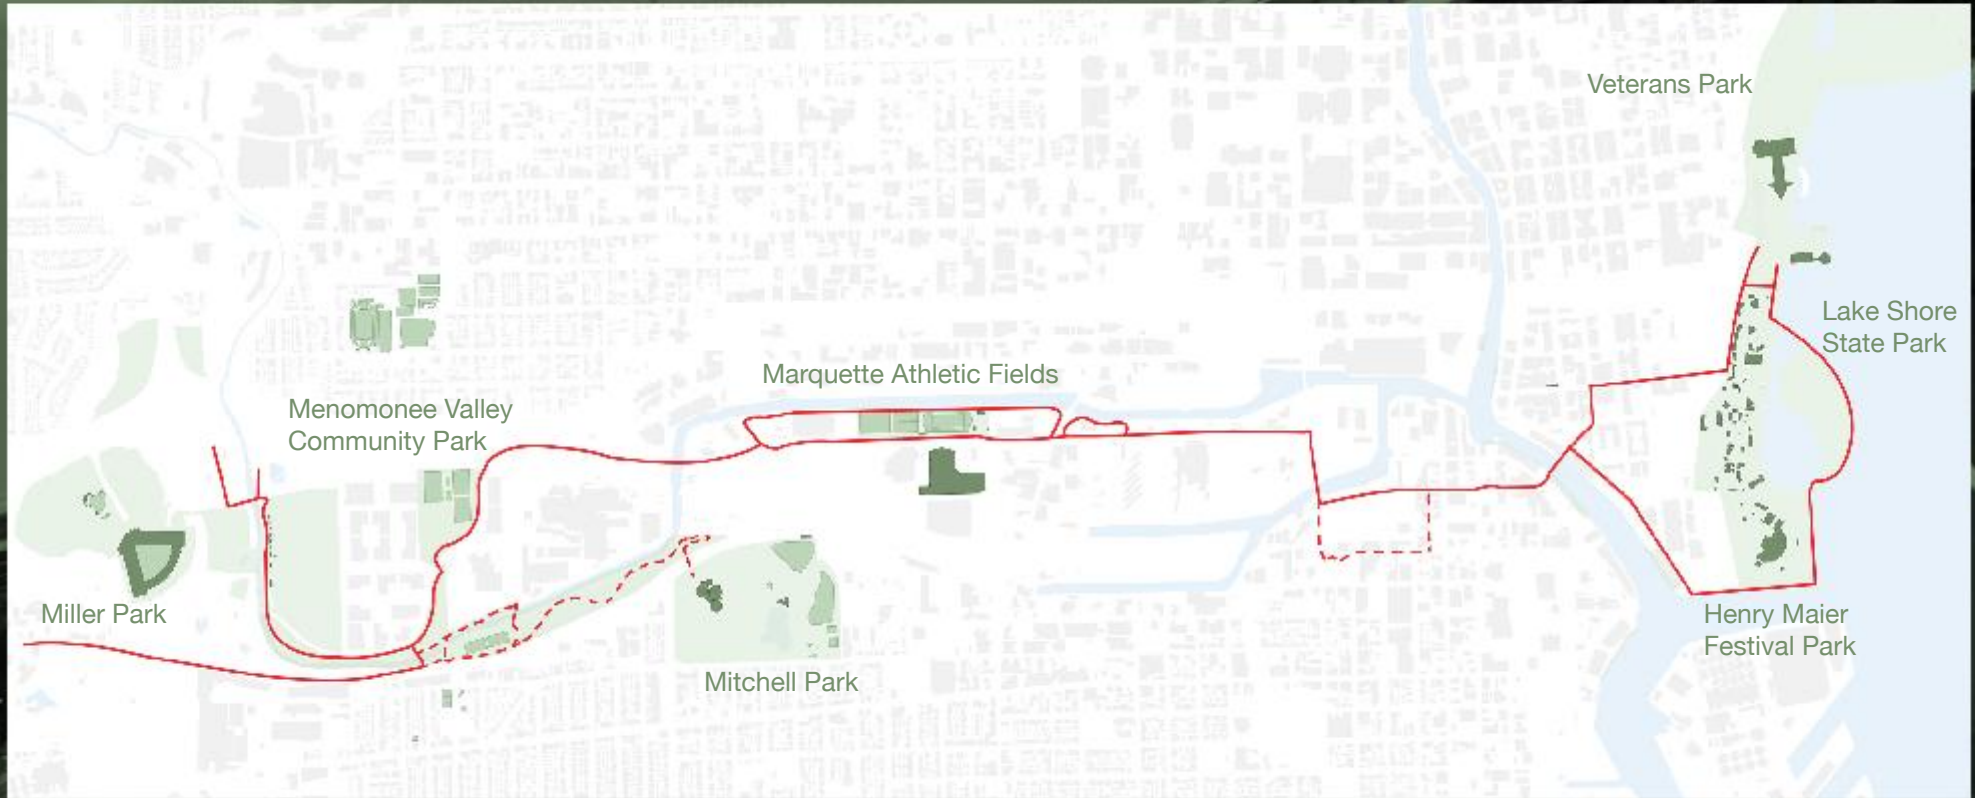 Veterans Park
Lake Shore
State Park
Marquette Athletic Fields
Menomonee Valley
Community Park
Miller Park
Henry Maier
Festival Park
Mitchell Park